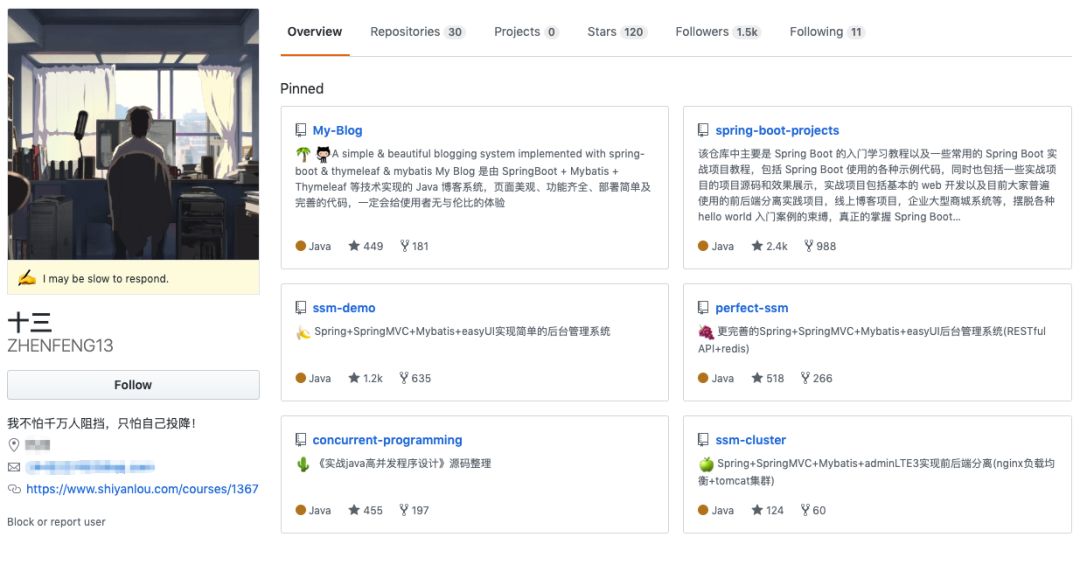 Overview Repositories 30 Projects 0 Stars 120 Followers 1.5k Following 11
I may be slow to respond.
十三
ZHENFENG13
Follow
我不怕千万人阻挡，只怕自己投降！
https://www.shiyanlou.com/courses/1367
Block or report user
Pinned
My-Blog
A simple & beautiful blogging system implemented with spring-
boot & thymeleaf & mybatis My Blog 是由 SpringBoot + Mybatis +
Thymeleaf 等技术实现的 Java 博客系统，页面美观、功能齐全、部署简单及
完善的代码，一定会给使用者无与伦比的体验
Java 449 181
spring-boot-projects
该仓库中主要是 Spring Boot 的入门学习教程以及一些常用的 Spring Boot 实
战项目教程，包括 Spring Boot 使用的各种示例代码，同时也包括一些实战项
目的项目源码和效果展示，实战项目包括基本的 web 开发以及目前大家普遍
使用的前后端分离实践项目，线上博客项目，企业大型商城系统等，摆脱各种
hello world 入门案例的束缚，真正的掌握 Spring Boot...
Java 2.4k 988
ssm-demo
Spring+SpringMVC+Mybatis+easyUI实现简单的后台管理系统
Java 1.2k 635
perfect-ssm
更完善的Spring+SpringMVC+Mybatis+easyUI后台管理系统(RESTful
API+redis)
Java 518 266
concurrent-programming
《实战java高并发程序设计》源码整理
Java 455 197
ssm-cluster
Spring+SpringMVC+Mybatis+adminLTE3实现前后端分离(nginx负载均
衡+tomcat集群)
Java 124 60